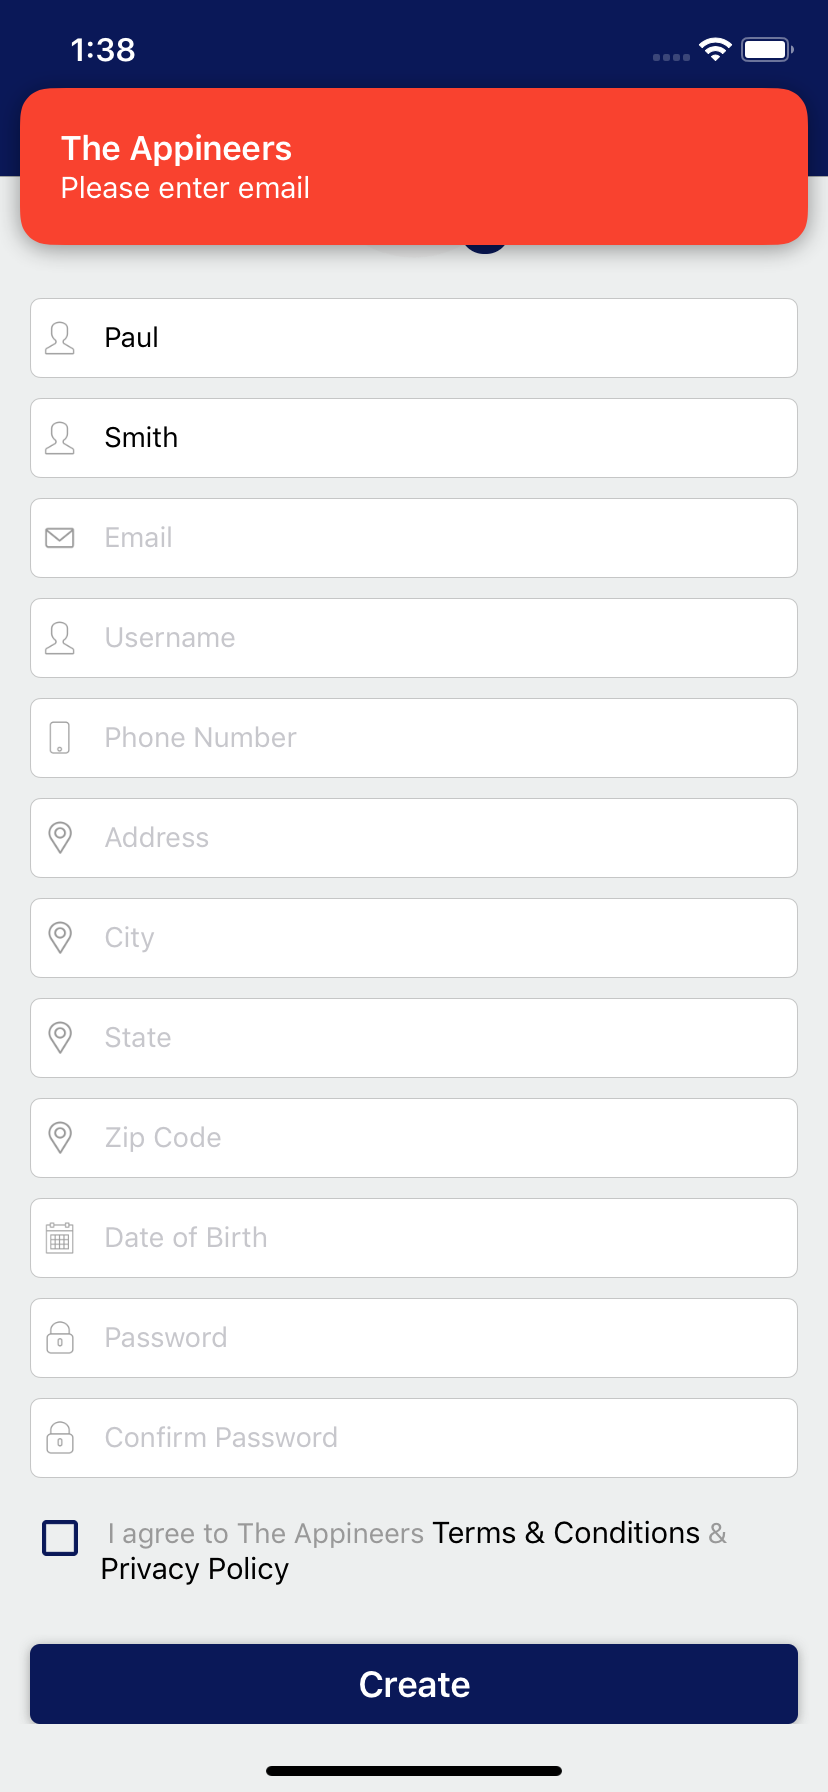 1:38
The Appineers
Please enter email
Paul
Smith
Email
Username
Phone Number
Address
City
State
Zip Code
Date of Birth
Password
Confirm Password
I agree to The Appineers Terms & Conditions &
Privacy Policy
Create